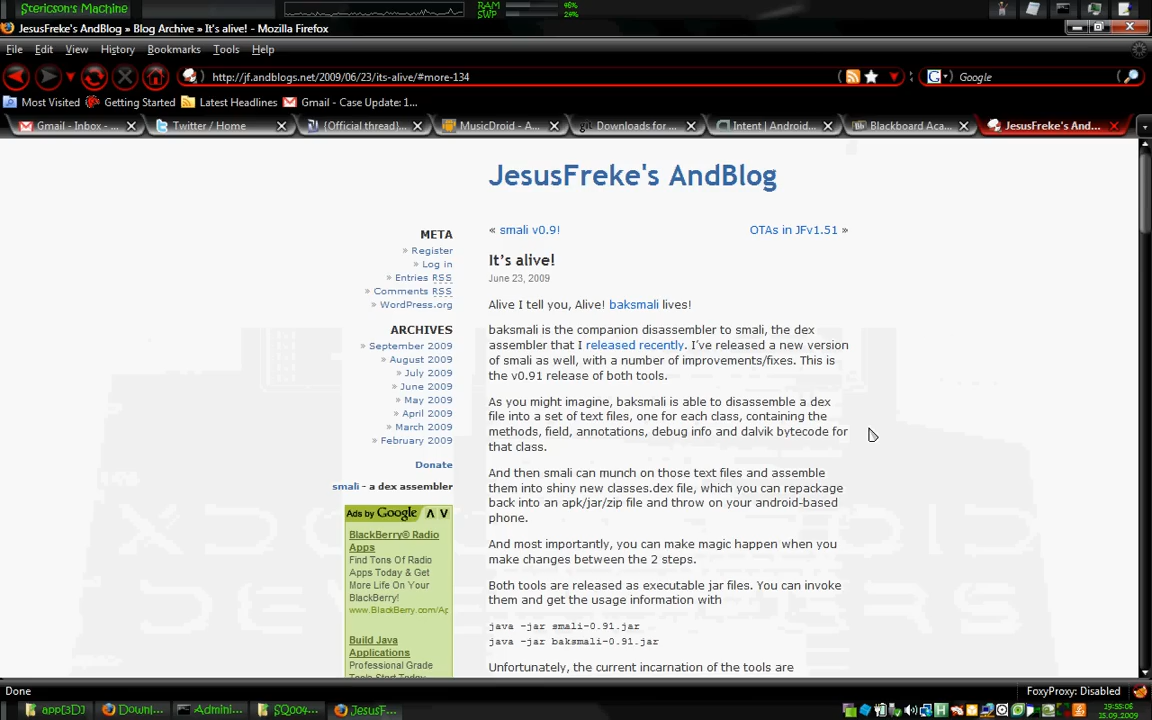 Stericson's Machine
RAM 46%
SWP 24%
JesusFreke's AndBlog » Blog Archive » It's alive! - Mozilla Firefox
File Edit View History Bookmarks Tools Help
http://jf.andblogs.net/2009/06/23/its-alive/#more-134
Google
Most Visited Getting Started Latest Headlines Gmail - Case Update: 1...
Gmail - Inbox - ... Twitter / Home {Official thread}... MusicDroid - A... Downloads for ... Intent | Android... Blackboard Aca... JesusFreke's And...
JesusFreke's AndBlog
« smali v0.9! OTAs in JFv1.51 »
META
» Register
» Log in
» Entries RSS
» Comments RSS
» WordPress.org
ARCHIVES
» September 2009
» August 2009
» July 2009
» June 2009
» May 2009
» April 2009
» March 2009
» February 2009
Donate
smali - a dex assembler
Ads by Google
BlackBerry® Radio
Apps
Find Tons Of Radio
Apps Today & Get
More Life On Your
BlackBerry!
www.BlackBerry.com/Ap
Build Java
Applications
Professional Grade
Tools Start Today
It's alive!
June 23, 2009
Alive I tell you, Alive! baksmali lives!
baksmali is the companion disassembler to smali, the dex
assembler that I released recently. I've released a new version
of smali as well, with a number of improvements/fixes. This is
the v0.91 release of both tools.
As you might imagine, baksmali is able to disassemble a dex
file into a set of text files, one for each class, containing the
methods, field, annotations, debug info and dalvik bytecode for
that class.
And then smali can munch on those text files and assemble
them into shiny new classes.dex file, which you can repackage
back into an apk/jar/zip file and throw on your android-based
phone.
And most importantly, you can make magic happen when you
make changes between the 2 steps.
Both tools are released as executable jar files. You can invoke
them and get the usage information with
java -jar smali-0.91.jar
java -jar baksmali-0.91.jar
Unfortunately, the current incarnation of the tools are
Done FoxyProxy: Disabled
app[3D] Downl... Admini... SQ004... JesusF...
19:55:06
15.09.2009